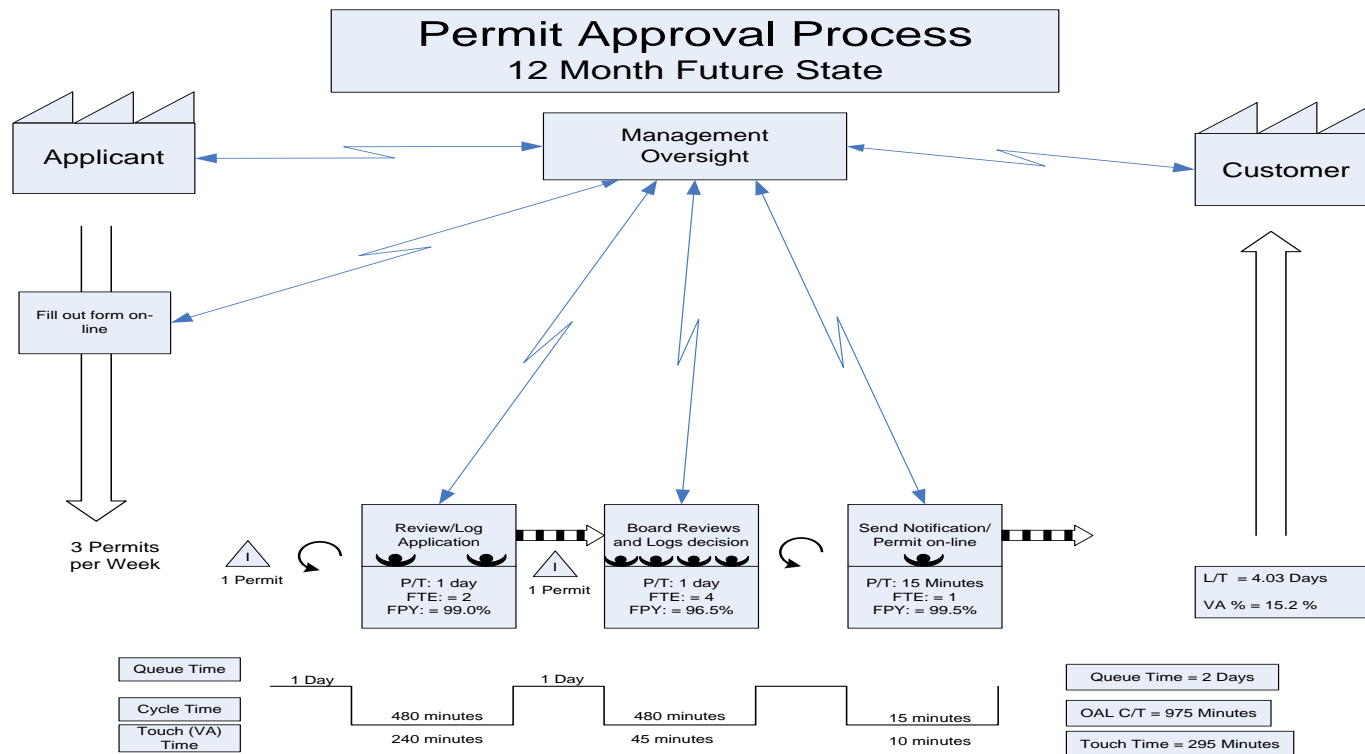 Permit Approval Process
12 Month Future State
Applicant
Management
Oversight
Customer
Fill out form on-
line
3 Permits
per Week
I
1 Permit
Review/Log
Application
P/T: 1 day
FTE: = 2
FPY: = 99.0%
I
1 Permit
Board Reviews
and Logs decision
P/T: 1 day
FTE: = 4
FPY: = 96.5%
Send Notification/
Permit on-line
P/T: 15 Minutes
FTE: = 1
FPY: = 99.5%
L/T = 4.03 Days
VA % = 15.2 %
Queue Time
1 Day
1 Day
Queue Time = 2 Days
Cycle Time
480 minutes
480 minutes
15 minutes
OAL C/T = 975 Minutes
Touch (VA)
Time
240 minutes
45 minutes
10 minutes
Touch Time = 295 Minutes